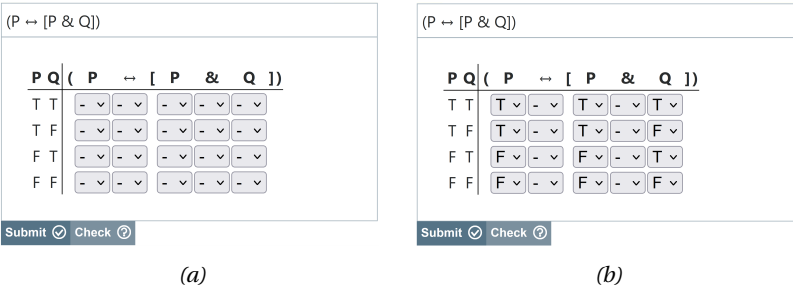 (P ↔ [P & Q])
P Q ( P ↔ [ P & Q ])
T T - - - - -
T F - - - - -
F T - - - - -
F F - - - - -
Submit Check ?
(a)
(P ↔ [P & Q])
P Q ( P ↔ [ P & Q ])
T T T - T - T
T F T - T - F
F T F - F - T
F F F - F - F
Submit Check ?
(b)